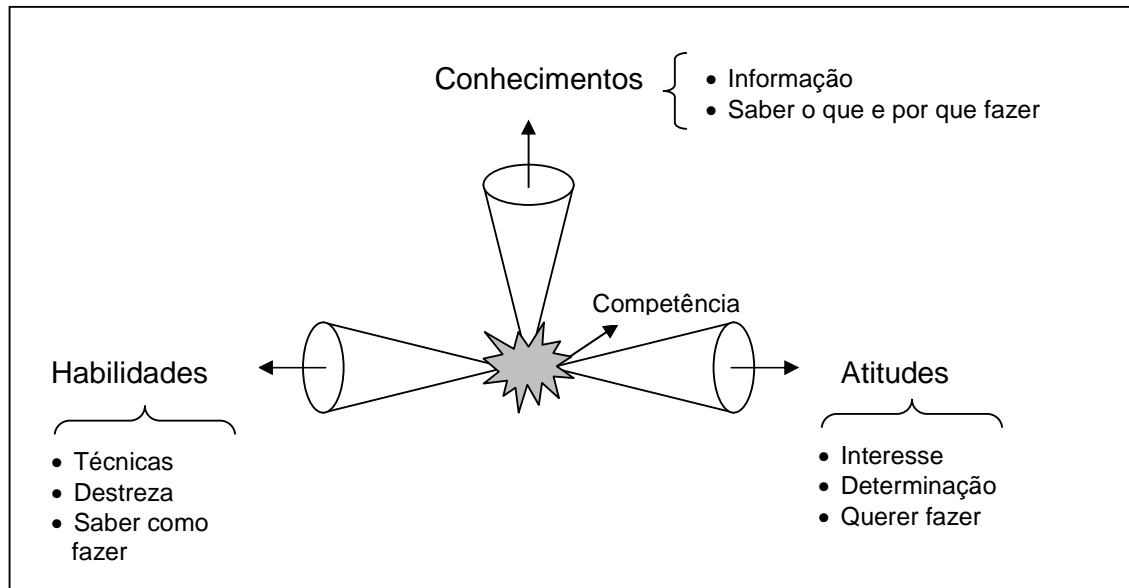 Conhecimentos
• Informação
• Saber o que e por que fazer
Competência
Habilidades
• Técnicas
• Destreza
• Saber como
fazer
Atitudes
• Interesse
• Determinação
• Querer fazer